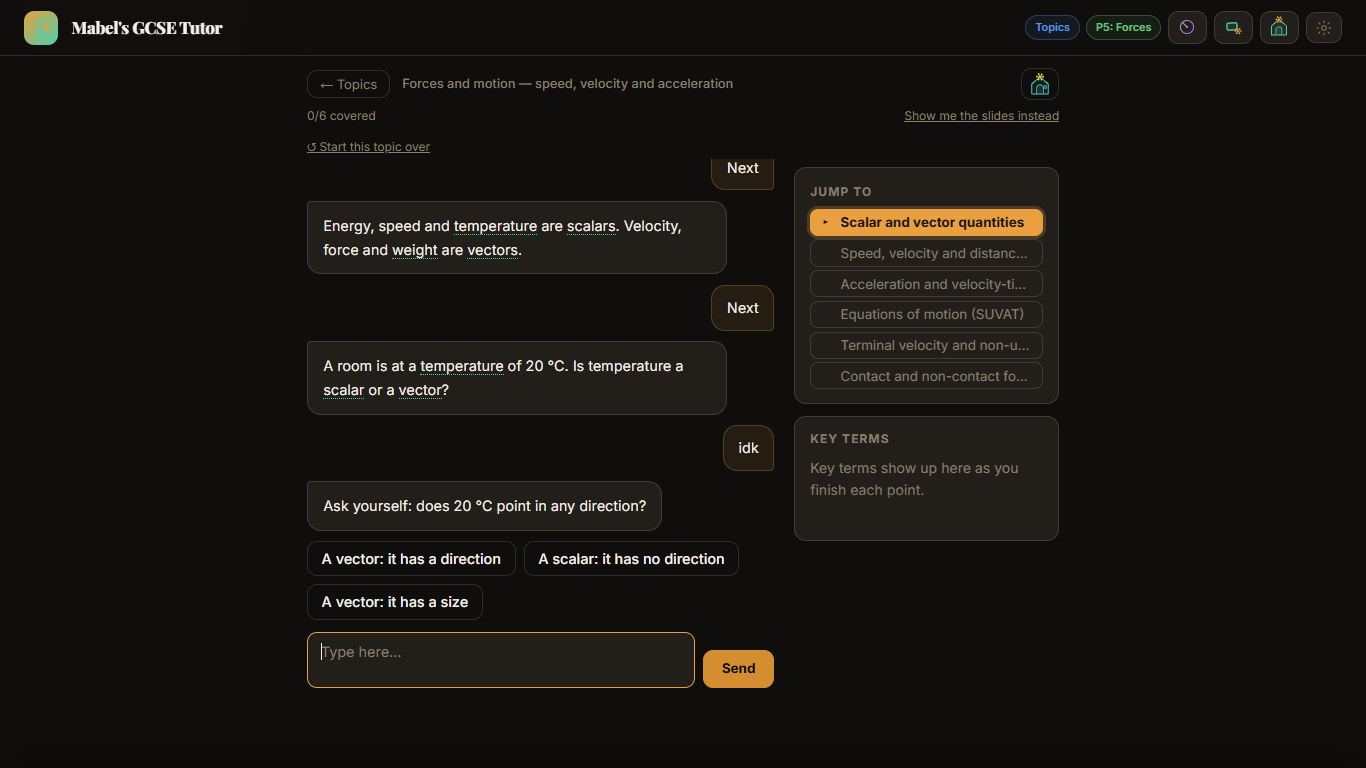 Mabel's GCSE Tutor
Topics
P5: Forces
← Topics
Forces and motion — speed, velocity and acceleration
0/6 covered
Show me the slides instead
↺ Start this topic over
Next
Energy, speed and temperature are scalars. Velocity,
force and weight are vectors.
Next
A room is at a temperature of 20 °C. Is temperature a
scalar or a vector?
idk
Ask yourself: does 20 °C point in any direction?
A vector: it has a direction
A scalar: it has no direction
A vector: it has a size
Type here...
Send
JUMP TO
Scalar and vector quantities
Speed, velocity and distanc...
Acceleration and velocity-ti...
Equations of motion (SUVAT)
Terminal velocity and non-u...
Contact and non-contact fo...
KEY TERMS
Key terms show up here as you
finish each point.